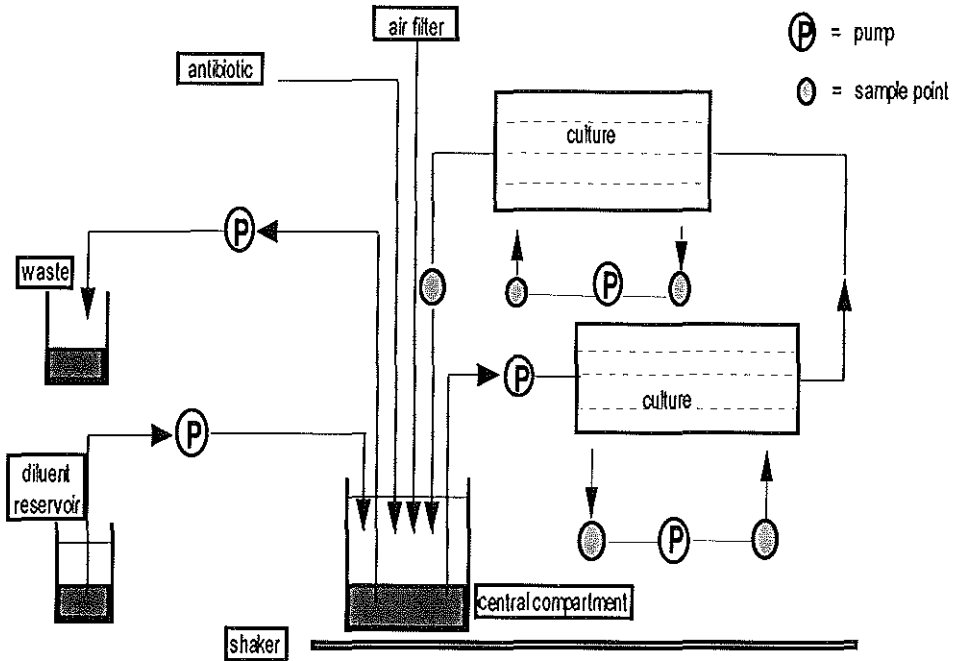 air filter
P = pump
antibiotic
= sample point
culture
P
P
waste
P
P
culture
diluent
reservoir
P
central compartment
shaker